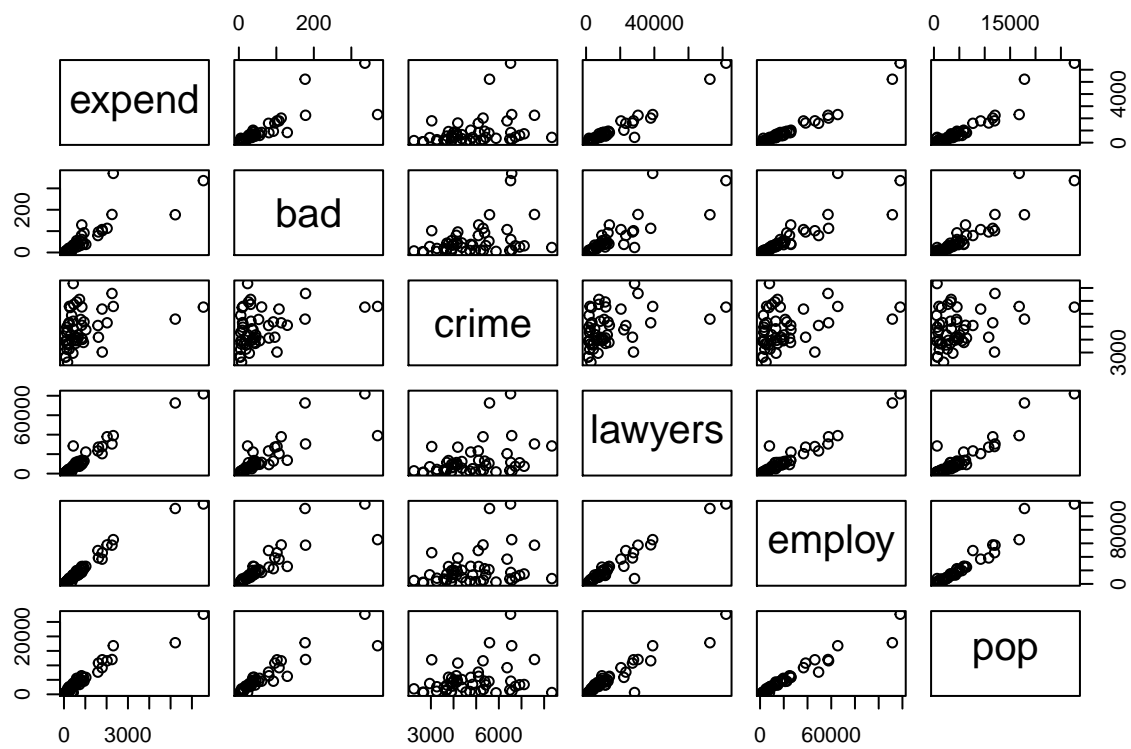 0 200 0 40000 0 15000
expend 0 4000
0 200 bad
crime 3000
0 60000 lawyers
employ 0 80000
0 20000 pop
0 3000 3000 6000 0 60000